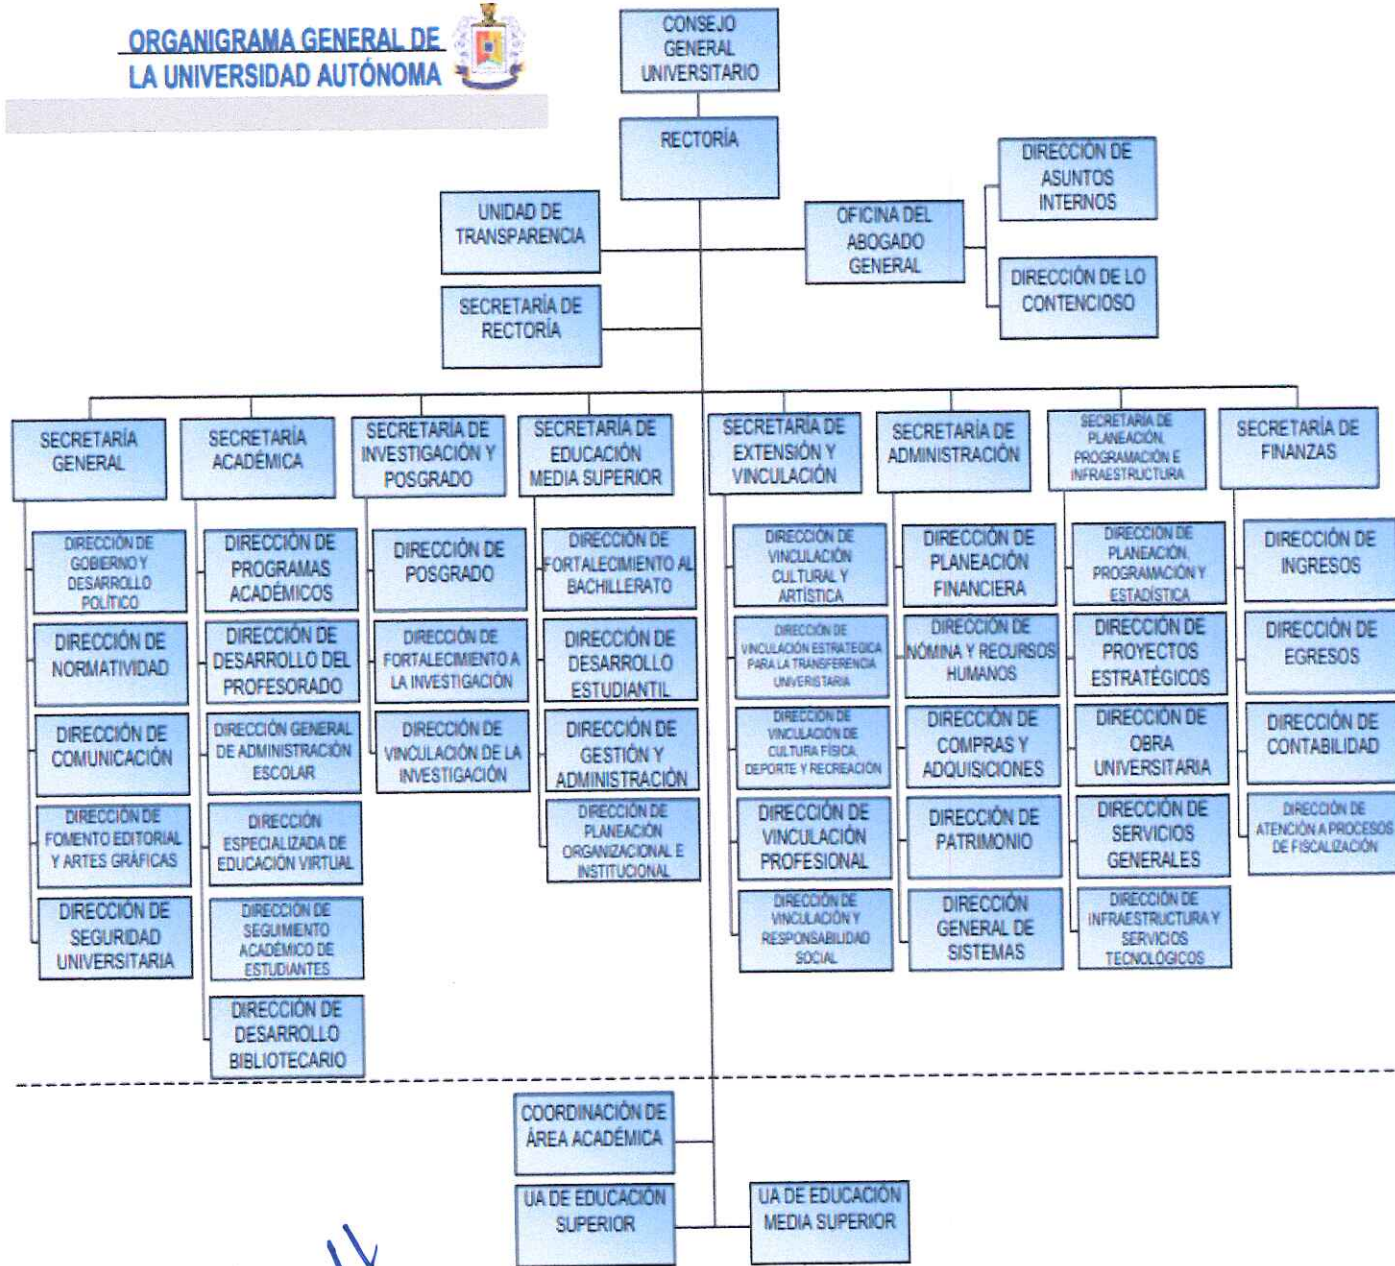 ORGANIGRAMA GENERAL DE
LA UNIVERSIDAD AUTÓNOMA
CONSEJO
GENERAL
UNIVERSITARIO
RECTORÍA
UNIDAD DE
TRANSPARENCIA
SECRETARÍA DE
RECTORÍA
OFICINA DEL
ABOGADO
GENERAL
DIRECCIÓN DE
ASUNTOS
INTERNOS
DIRECCIÓN DE LO
CONTENCIOSO
SECRETARÍA
GENERAL
DIRECCIÓN DE
GOBIERNO Y
DESARROLLO
POLÍTICO
DIRECCIÓN DE
NORMATIVIDAD
DIRECCIÓN DE
COMUNICACIÓN
DIRECCIÓN DE
FOMENTO EDITORIAL
Y ARTES GRÁFICAS
DIRECCIÓN DE
SEGURIDAD
UNIVERSITARIA
SECRETARÍA
ACADÉMICA
DIRECCIÓN DE
PROGRAMAS
ACADÉMICOS
DIRECCIÓN DE
DESARROLLO DEL
PROFESORADO
DIRECCIÓN GENERAL
DE ADMINISTRACIÓN
ESCOLAR
DIRECCIÓN
ESPECIALIZADA DE
EDUCACIÓN VIRTUAL
DIRECCIÓN DE
SEGUIMIENTO
ACADÉMICO DE
ESTUDIANTES
DIRECCIÓN DE
DESARROLLO
BIBLIOTECARIO
SECRETARÍA DE
INVESTIGACIÓN Y
POSGRADO
DIRECCIÓN DE
POSGRADO
DIRECCIÓN DE
FORTALECIMIENTO A
LA INVESTIGACIÓN
DIRECCIÓN DE
VINCULACIÓN DE LA
INVESTIGACIÓN
SECRETARÍA DE
EDUCACIÓN
MEDIA SUPERIOR
DIRECCIÓN DE
FORTALECIMIENTO AL
BACHILLERATO
DIRECCIÓN DE
DESARROLLO
ESTUDIANTIL
DIRECCIÓN DE
GESTIÓN Y
ADMINISTRACIÓN
DIRECCIÓN DE
PLANEACIÓN
ORGANIZACIONAL E
INSTITUCIONAL
SECRETARÍA DE
EXTENSIÓN Y
VINCULACIÓN
DIRECCIÓN DE
VINCULACIÓN
CULTURAL Y
ARTÍSTICA
DIRECCIÓN DE
VINCULACIÓN ESTRATEGICA
PARA LA TRANSFERENCIA
UNIVERISTARIA
DIRECCIÓN DE
VINCULACIÓN DE
CULTURA FÍSICA,
DEPORTE Y RECREACIÓN
DIRECCIÓN DE
VINCULACIÓN
PROFESIONAL
DIRECCIÓN DE
VINCULACIÓN Y
RESPONSABILIDAD
SOCIAL
SECRETARÍA DE
ADMINISTRACIÓN
DIRECCIÓN DE
PLANEACIÓN
FINANCIERA
DIRECCIÓN DE
NÓMINA Y RECURSOS
HUMANOS
DIRECCIÓN DE
COMPRAS Y
ADQUISICIONES
DIRECCIÓN DE
PATRIMONIO
DIRECCIÓN
GENERAL DE
SISTEMAS
SECRETARÍA DE
PLANEACIÓN,
PROGRAMACIÓN E
INFRAESTRUCTURA
DIRECCIÓN DE
PLANEACIÓN,
PROGRAMACIÓN Y
ESTADÍSTICA
DIRECCIÓN DE
PROYECTOS
ESTRATÉGICOS
DIRECCIÓN DE
OBRA
UNIVERSITARIA
DIRECCIÓN DE
SERVICIOS
GENERALES
DIRECCIÓN DE
INFRAESTRUCTURA Y
SERVICIOS
TECNOLÓGICOS
SECRETARÍA DE
FINANZAS
DIRECCIÓN DE
INGRESOS
DIRECCIÓN DE
EGRESOS
DIRECCIÓN DE
CONTABILIDAD
DIRECCIÓN DE
ATENCIÓN A PROCESOS
DE FISCALIZACIÓN
COORDINACIÓN DE
ÁREA ACADÉMICA
UA DE EDUCACIÓN
SUPERIOR
UA DE EDUCACIÓN
MEDIA SUPERIOR